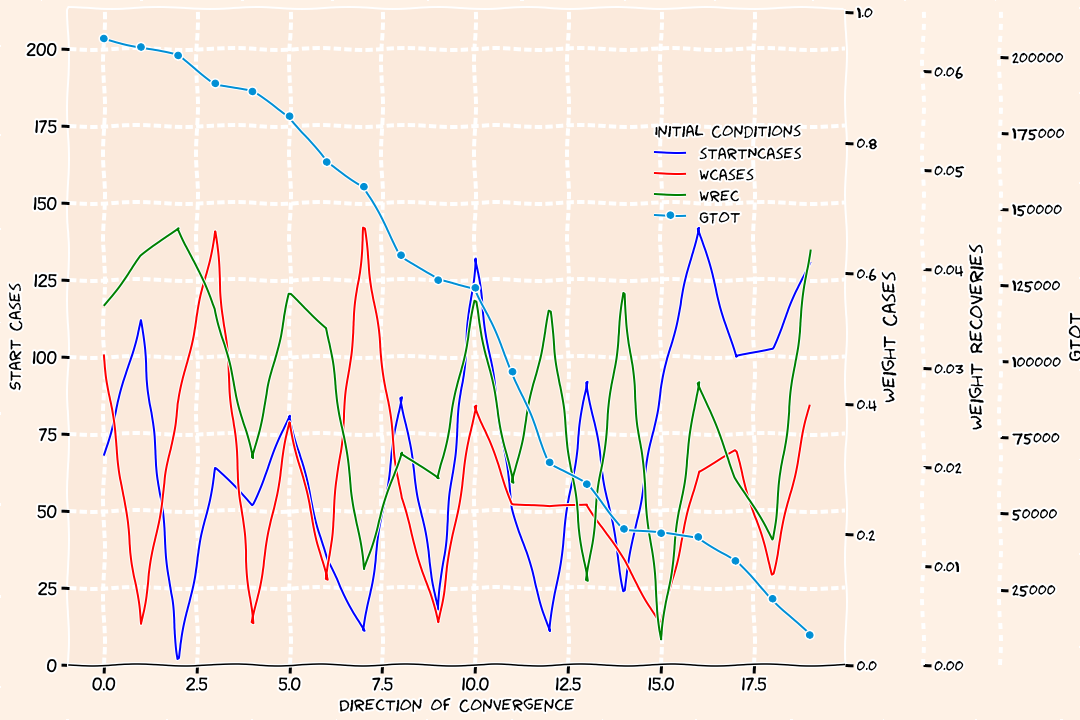 200
175
150
125
100
75
50
25
0
START CASES
0.0 2.5 5.0 7.5 10.0 12.5 15.0 17.5
DIRECTION OF CONVERGENCE
INITIAL CONDITIONS
STARTNCASES
WCASES
WREC
GTOT
1.0
0.8
0.6
0.4
0.2
0.0
WEIGHT CASES
0.06
0.05
0.04
0.03
0.02
0.01
0.00
WEIGHT RECOVERIES
200000
175000
150000
125000
100000
75000
50000
25000
GTOT